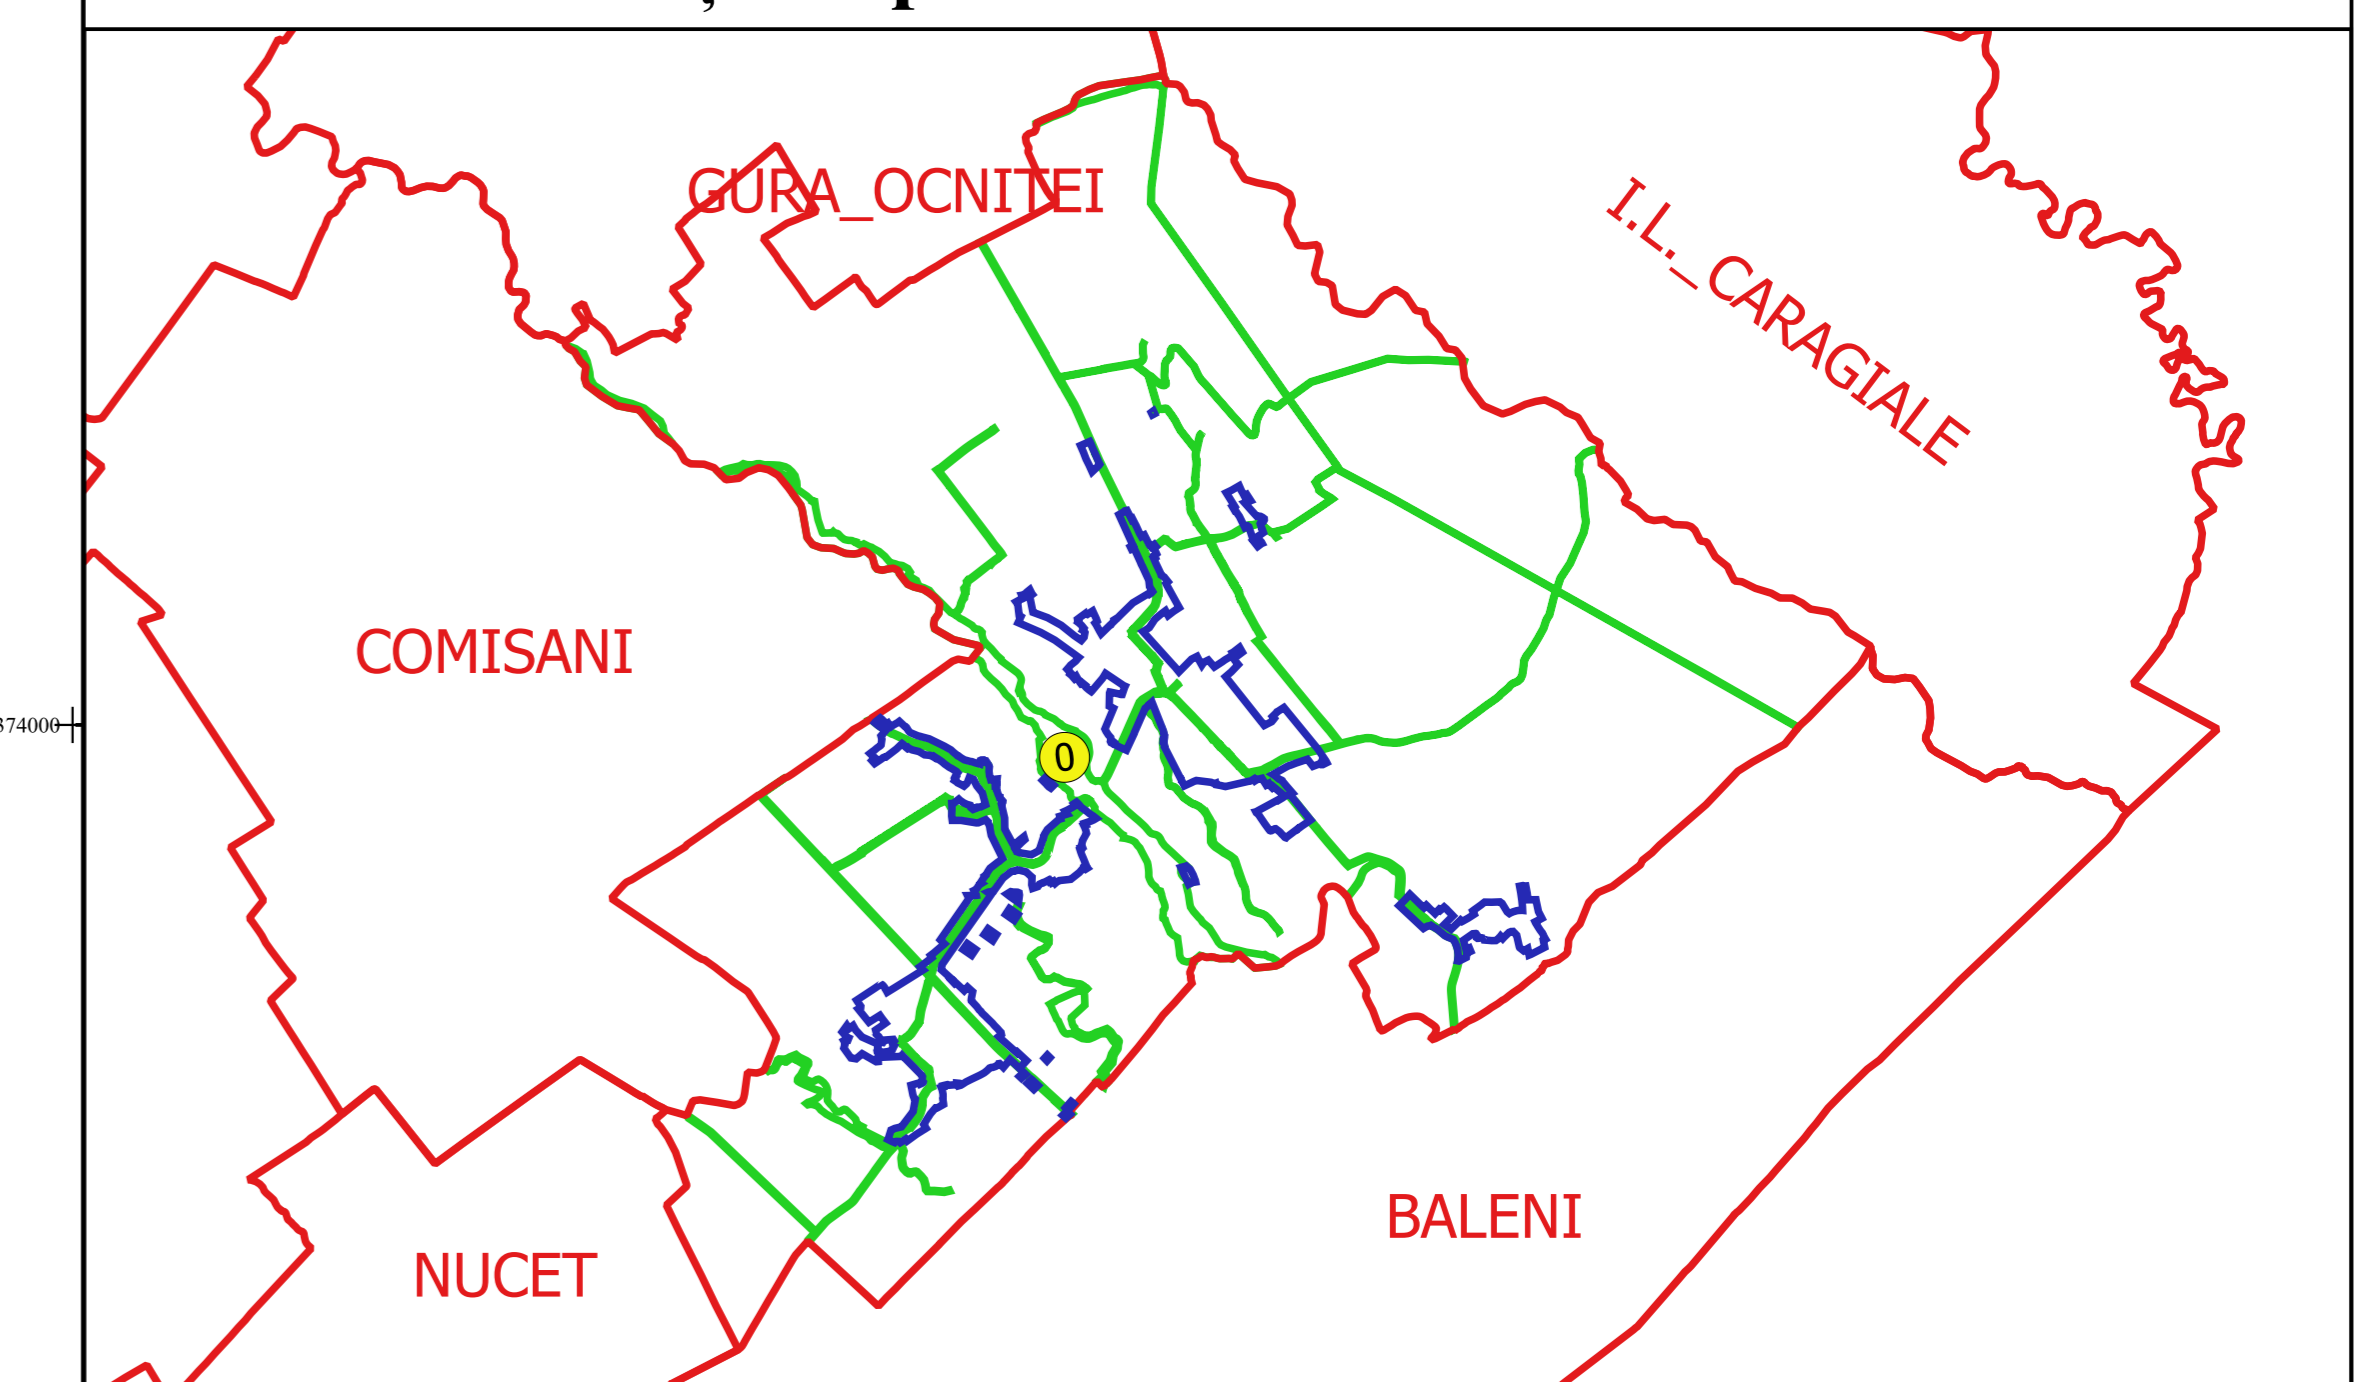 GURA_OCNITEI
I.L._CARAGIALE
COMISANI
374000
0
BALENI
NUCET